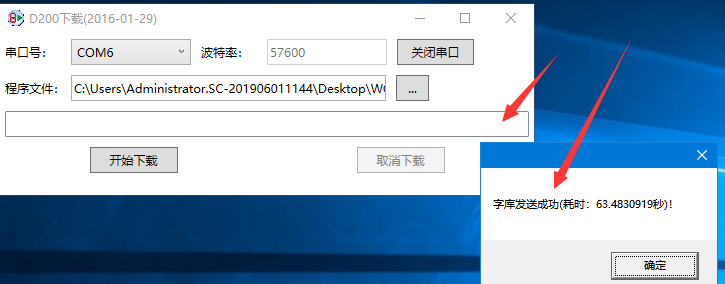 D200下载(2016-01-29)
串口号： COM6 波特率： 57600 关闭串口
程序文件： C:\Users\Administrator.SC-201906011144\Desktop\W ...
开始下载 取消下载
字库发送成功(耗时：63.4830919秒)！
确定